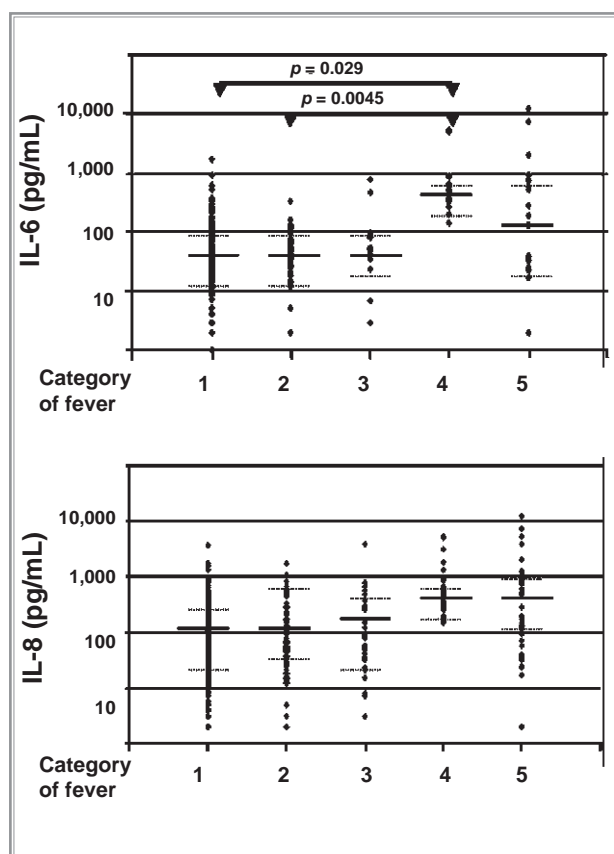 p = 0.029
p = 0.0045
IL-6 (pg/mL)
10,000
1,000
100
10
Category of fever
1 2 3 4 5
IL-8 (pg/mL)
10,000
1,000
100
10
Category of fever
1 2 3 4 5